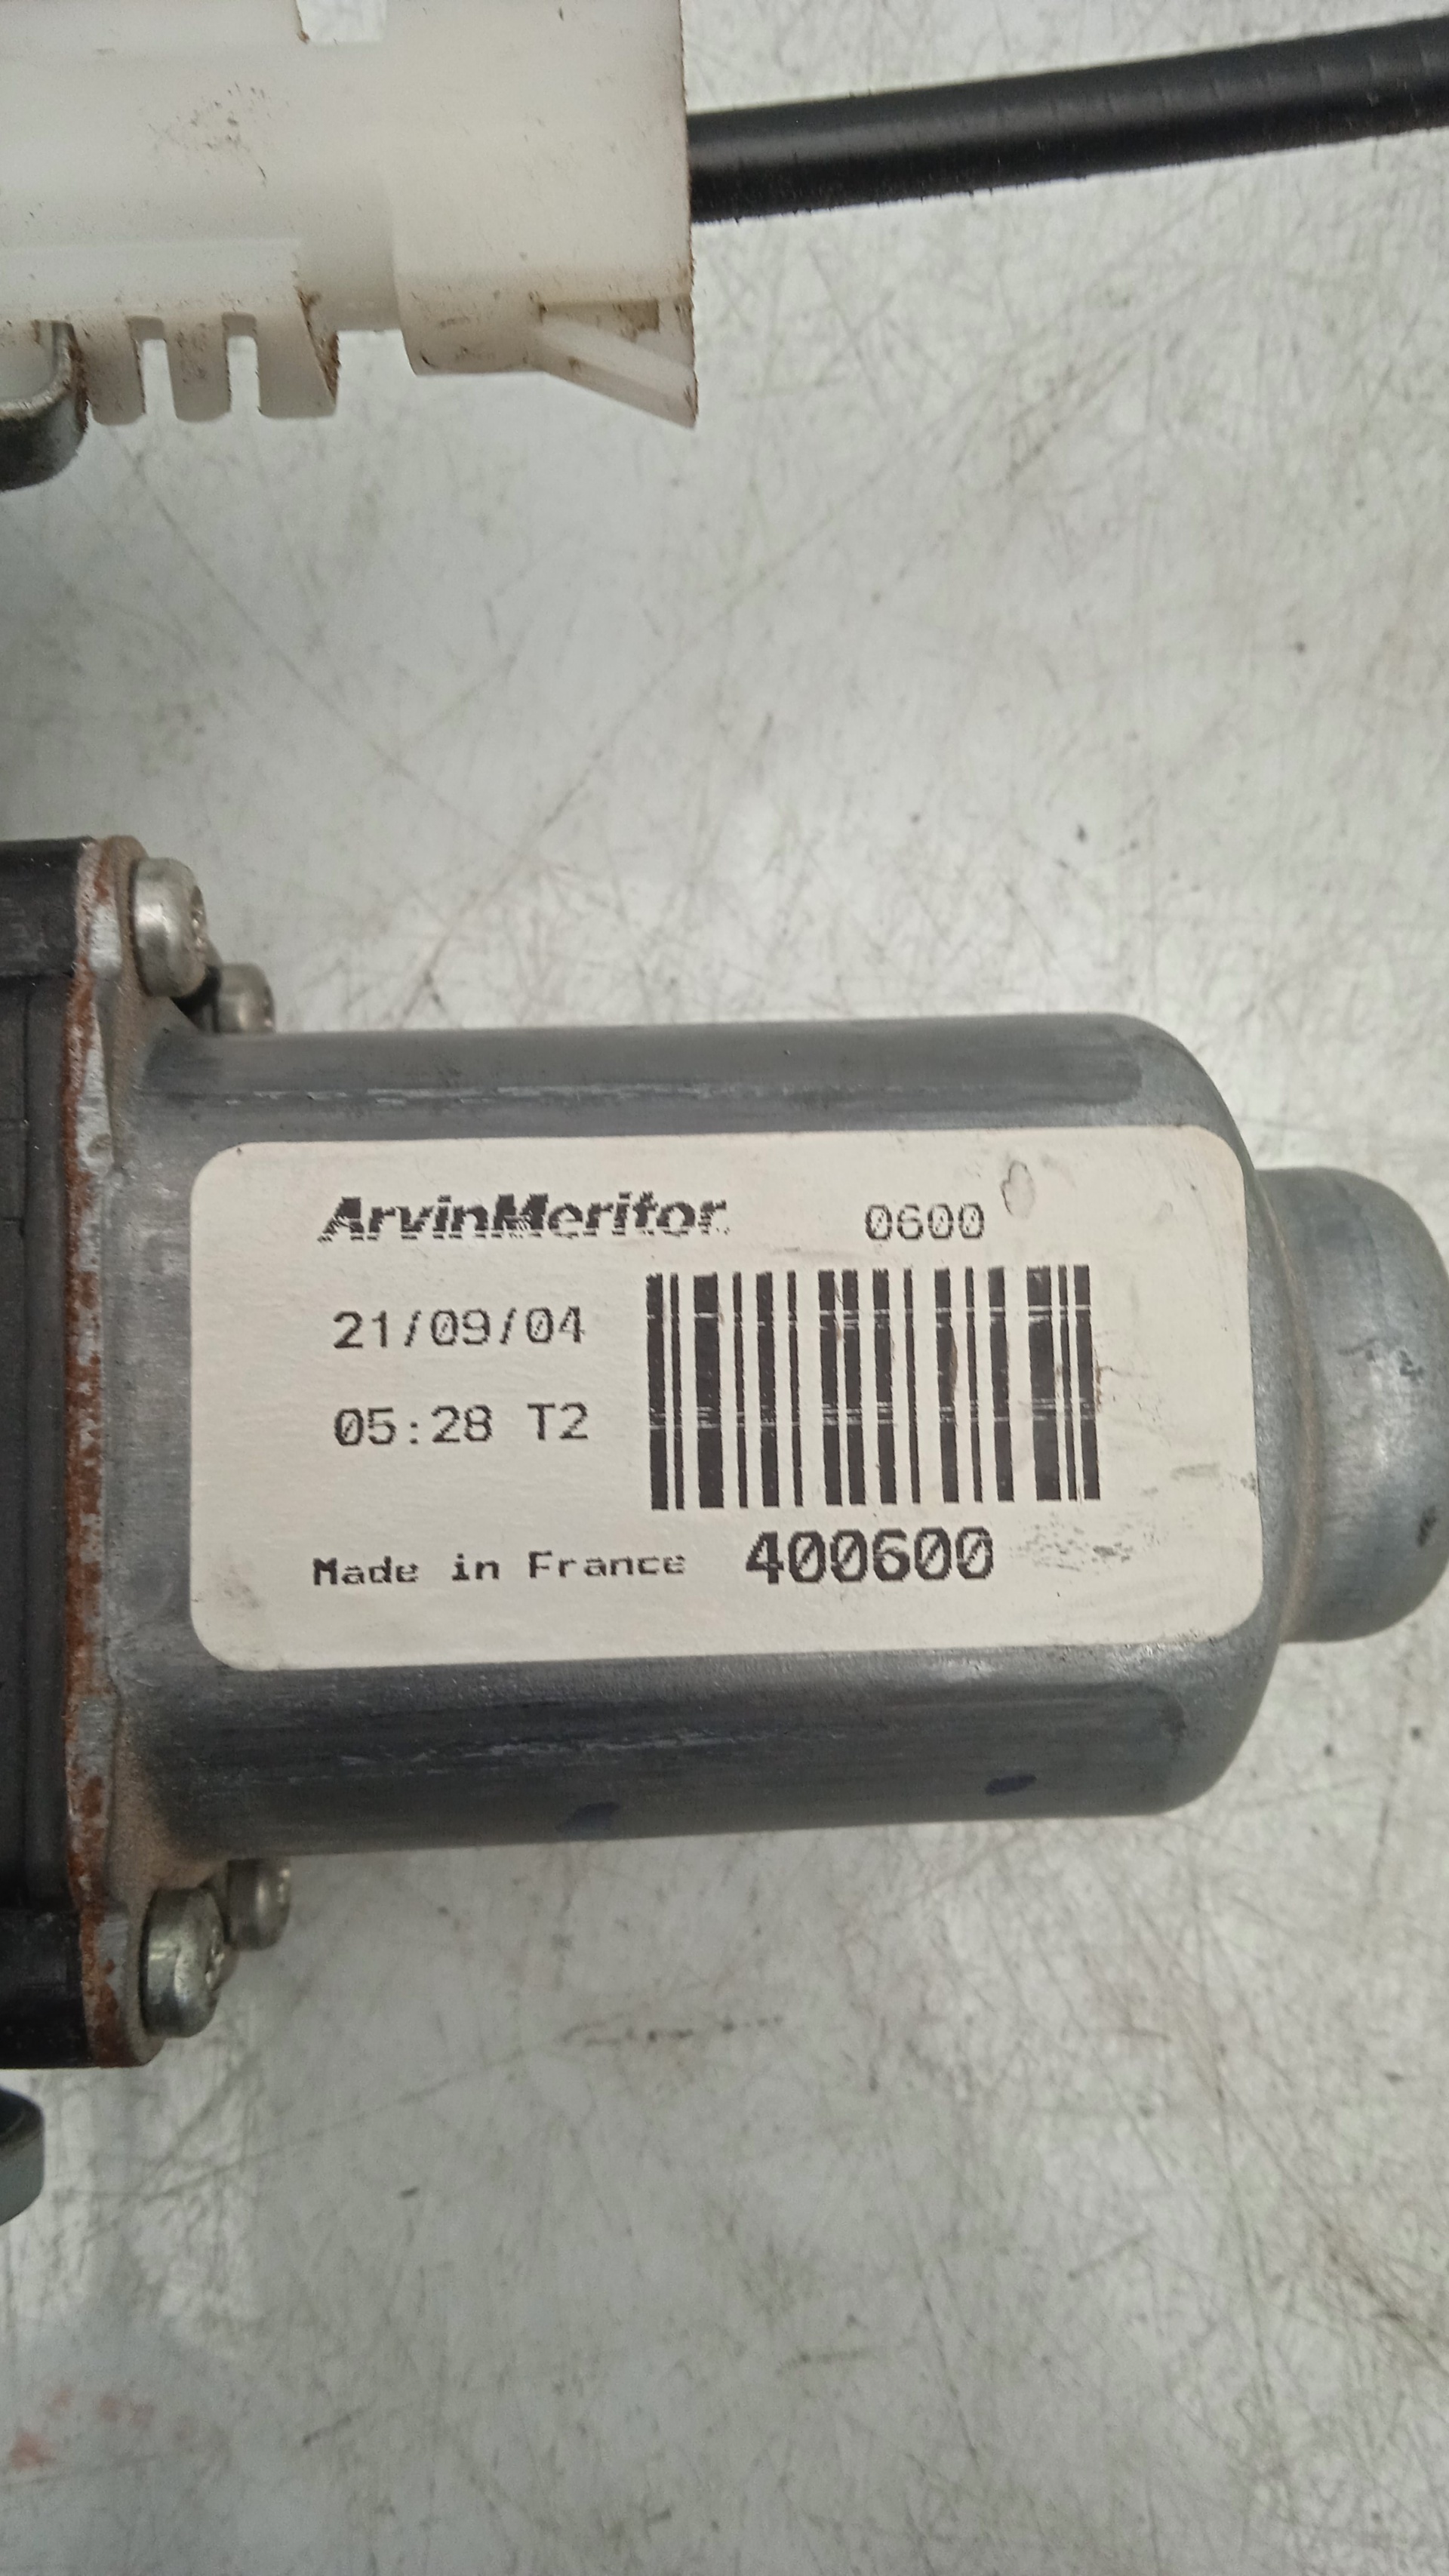 ArvinMeritor 0600
21/09/04
05:28 T2
Made in France 400600